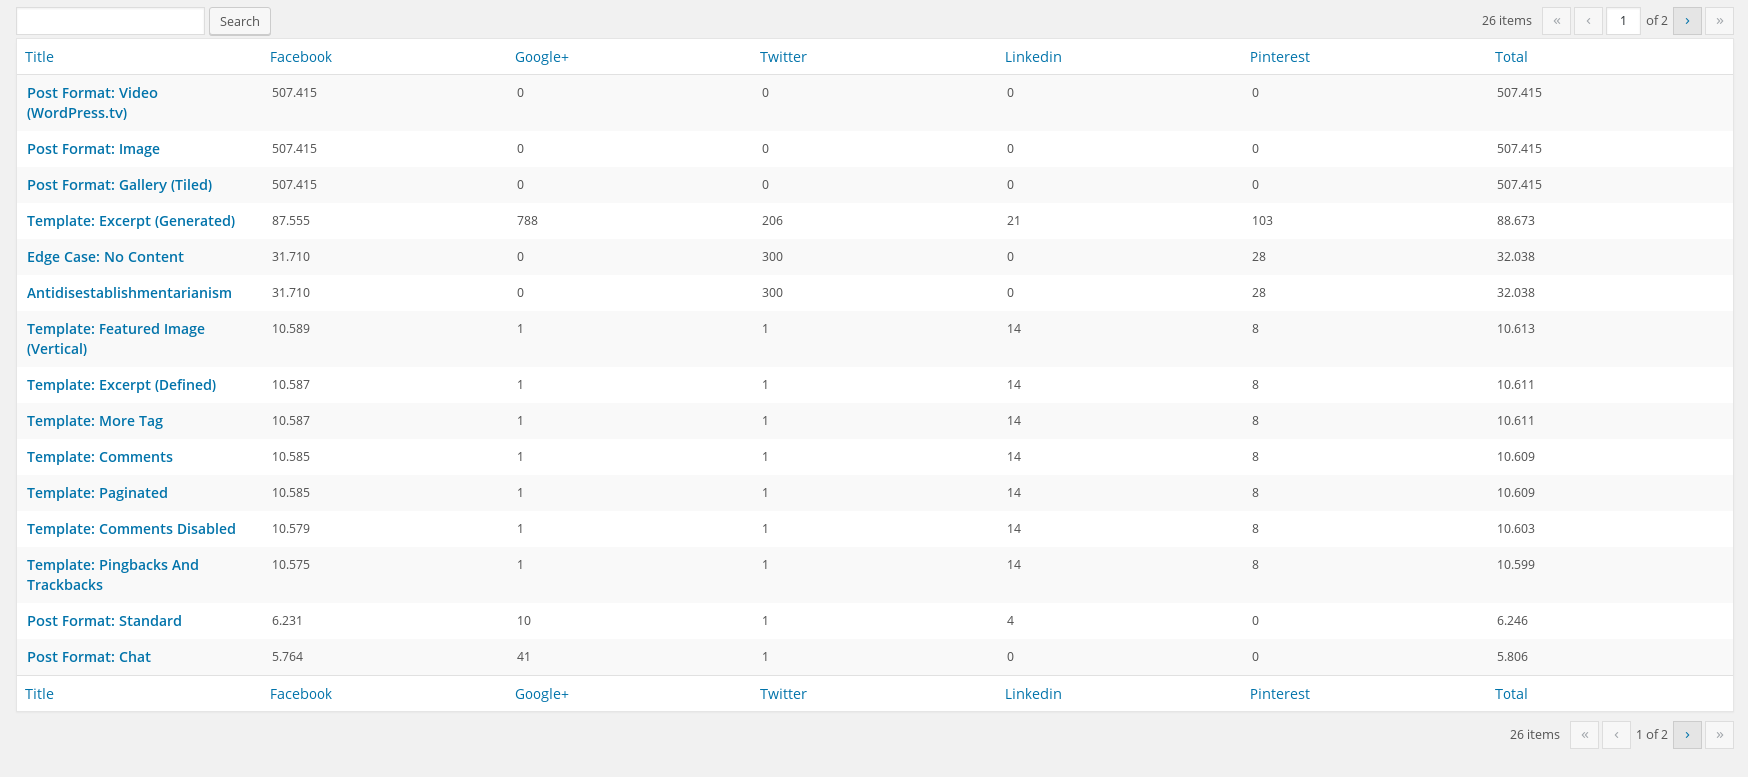 Search 26 items « ‹ 1 of 2 › »
Title Facebook Google+ Twitter Linkedin Pinterest Total
Post Format: Video 507.415 0 0 0 0 507.415
(WordPress.tv)
Post Format: Image 507.415 0 0 0 0 507.415
Post Format: Gallery (Tiled) 507.415 0 0 0 0 507.415
Template: Excerpt (Generated) 87.555 788 206 21 103 88.673
Edge Case: No Content 31.710 0 300 0 28 32.038
Antidisestablishmentarianism 31.710 0 300 0 28 32.038
Template: Featured Image 10.589 1 1 14 8 10.613
(Vertical)
Template: Excerpt (Defined) 10.587 1 1 14 8 10.611
Template: More Tag 10.587 1 1 14 8 10.611
Template: Comments 10.585 1 1 14 8 10.609
Template: Paginated 10.585 1 1 14 8 10.609
Template: Comments Disabled 10.579 1 1 14 8 10.603
Template: Pingbacks And 10.575 1 1 14 8 10.599
Trackbacks
Post Format: Standard 6.231 10 1 4 0 6.246
Post Format: Chat 5.764 41 1 0 0 5.806
Title Facebook Google+ Twitter Linkedin Pinterest Total
26 items « ‹ 1 of 2 › »